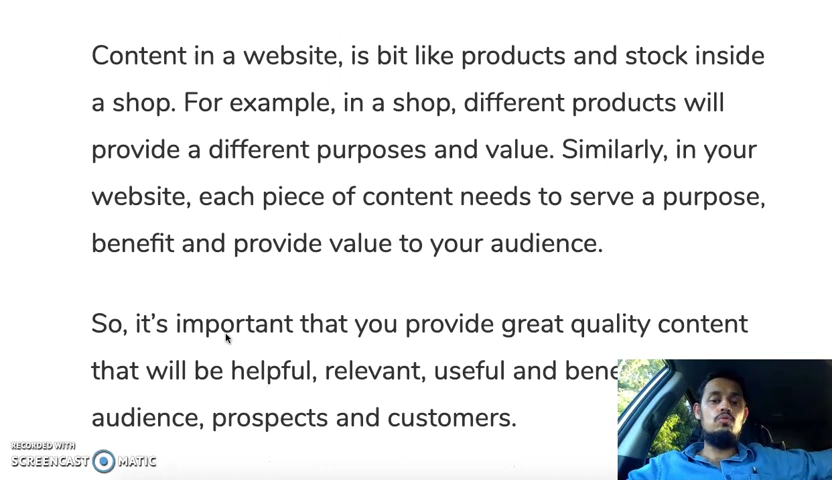 Content in a website, is bit like products and stock inside
a shop. For example, in a shop, different products will
provide a different purposes and value. Similarly, in your
website, each piece of content needs to serve a purpose,
benefit and provide value to your audience.
So, it's important that you provide great quality content
that will be helpful, relevant, useful and
audience, prospects and customers.
RECORDED WITH
SCREENCAST MATIC